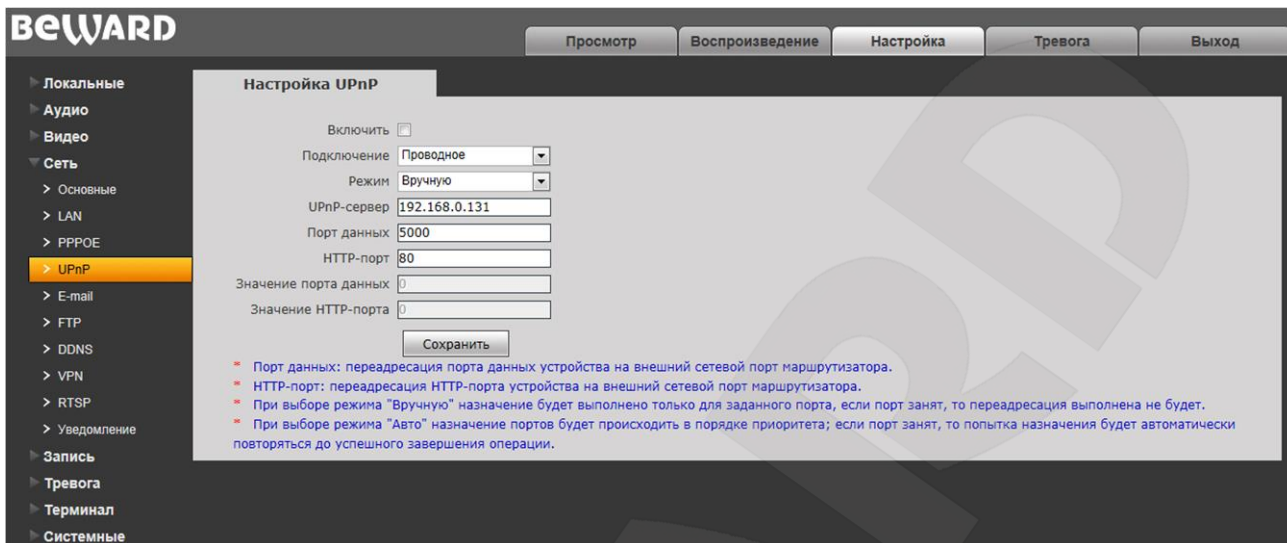 BEWARD
Просмотр
Воспроизведение
Настройка
Тревога
Выход
Локальные
Аудио
Видео
Сеть
Основные
LAN
PPPOE
UPnP
E-mail
FTP
DDNS
VPN
RTSP
Уведомление
Запись
Тревога
Терминал
Системные
Настройка UPnP
Включить
Подключение Проводное
Режим Вручную
UPnP-сервер 192.168.0.131
Порт данных 5000
HTTP-порт 80
Значение порта данных 0
Значение HTTP-порта 0
Сохранить
* Порт данных: переадресация порта данных устройства на внешний сетевой порт маршрутизатора.
* HTTP-порт: переадресация HTTP-порта устройства на внешний сетевой порт маршрутизатора.
* При выборе режима "Вручную" назначение будет выполнено только для заданного порта, если порт занят, то переадресация выполнена не будет.
* При выборе режима "Авто" назначение портов будет происходить в порядке приоритета; если порт занят, то попытка назначения будет автоматически
повторяться до успешного завершения операции.